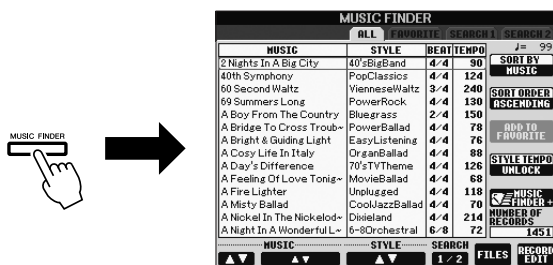 MUSIC FINDER
MUSIC FINDER
ALL FAVORITE SEARCH1 SEARCH2
MUSIC STYLE BEAT TEMPO
♩= 99
2 Nights In A Big City 40'sBigBand 4/4 90
40th Symphony PopClassics 4/4 124
60 Second Waltz VienneseWaltz 3/4 240
69 Summers Long PowerRock 4/4 130
A Boy From The Country Bluegrass 2/4 150
A Bridge To Cross Troub~ PowerBallad 4/4 78
A Bright & Guiding Light EasyListening 4/4 76
A Cosy Life In Italy OrganBallad 4/4 88
A Day's Difference 70'sTVTheme 4/4 126
A Feeling Of Love Tonig~ MovieBallad 4/4 68
A Fire Lighter Unplugged 4/4 118
A Misty Ballad CoolJazzBallad 4/4 70
A Nickel In The Nickelod~ Dixieland 4/4 214
A Night In A Wonderful L~ 6-8Orchestral 6/8 72
SORT BY
MUSIC
SORT ORDER
ASCENDING
ADD TO
FAVORITE
STYLE TEMPO
UNLOCK
MUSIC
FINDER +
NUMBER OF
RECORDS
1451
MUSIC STYLE SEARCH
1/2 FILES RECORD
EDIT